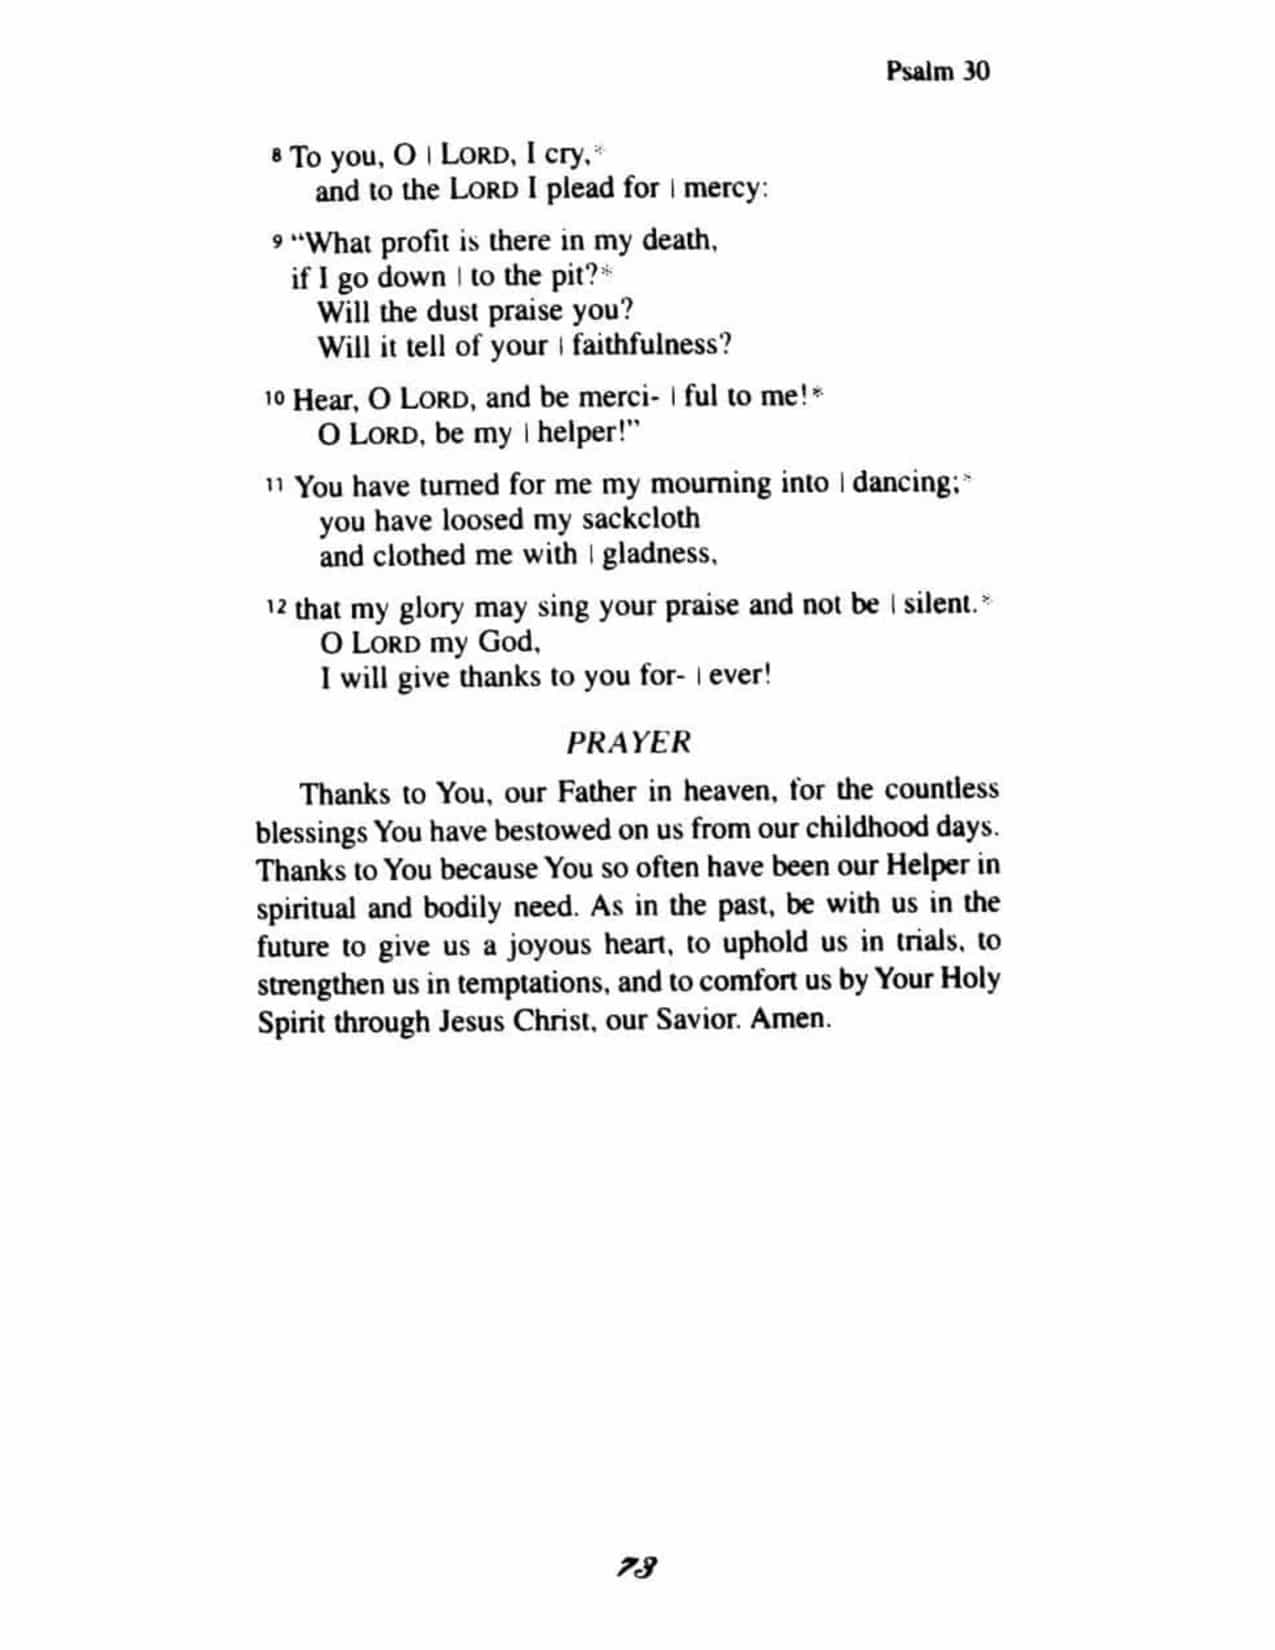 Psalm 30
8 To you, O | LORD, I cry,*
and to the LORD I plead for | mercy:
9 "What profit is there in my death,
if I go down | to the pit?*
Will the dust praise you?
Will it tell of your | faithfulness?
10 Hear, O LORD, and be merci- | ful to me!*
O LORD, be my | helper!"
11 You have turned for me my mourning into | dancing;*
you have loosed my sackcloth
and clothed me with | gladness,
12 that my glory may sing your praise and not be | silent.*
O LORD my God,
I will give thanks to you for- | ever!
PRAYER
Thanks to You, our Father in heaven, for the countless
blessings You have bestowed on us from our childhood days.
Thanks to You because You so often have been our Helper in
spiritual and bodily need. As in the past, be with us in the
future to give us a joyous heart, to uphold us in trials, to
strengthen us in temptations, and to comfort us by Your Holy
Spirit through Jesus Christ, our Savior. Amen.
73